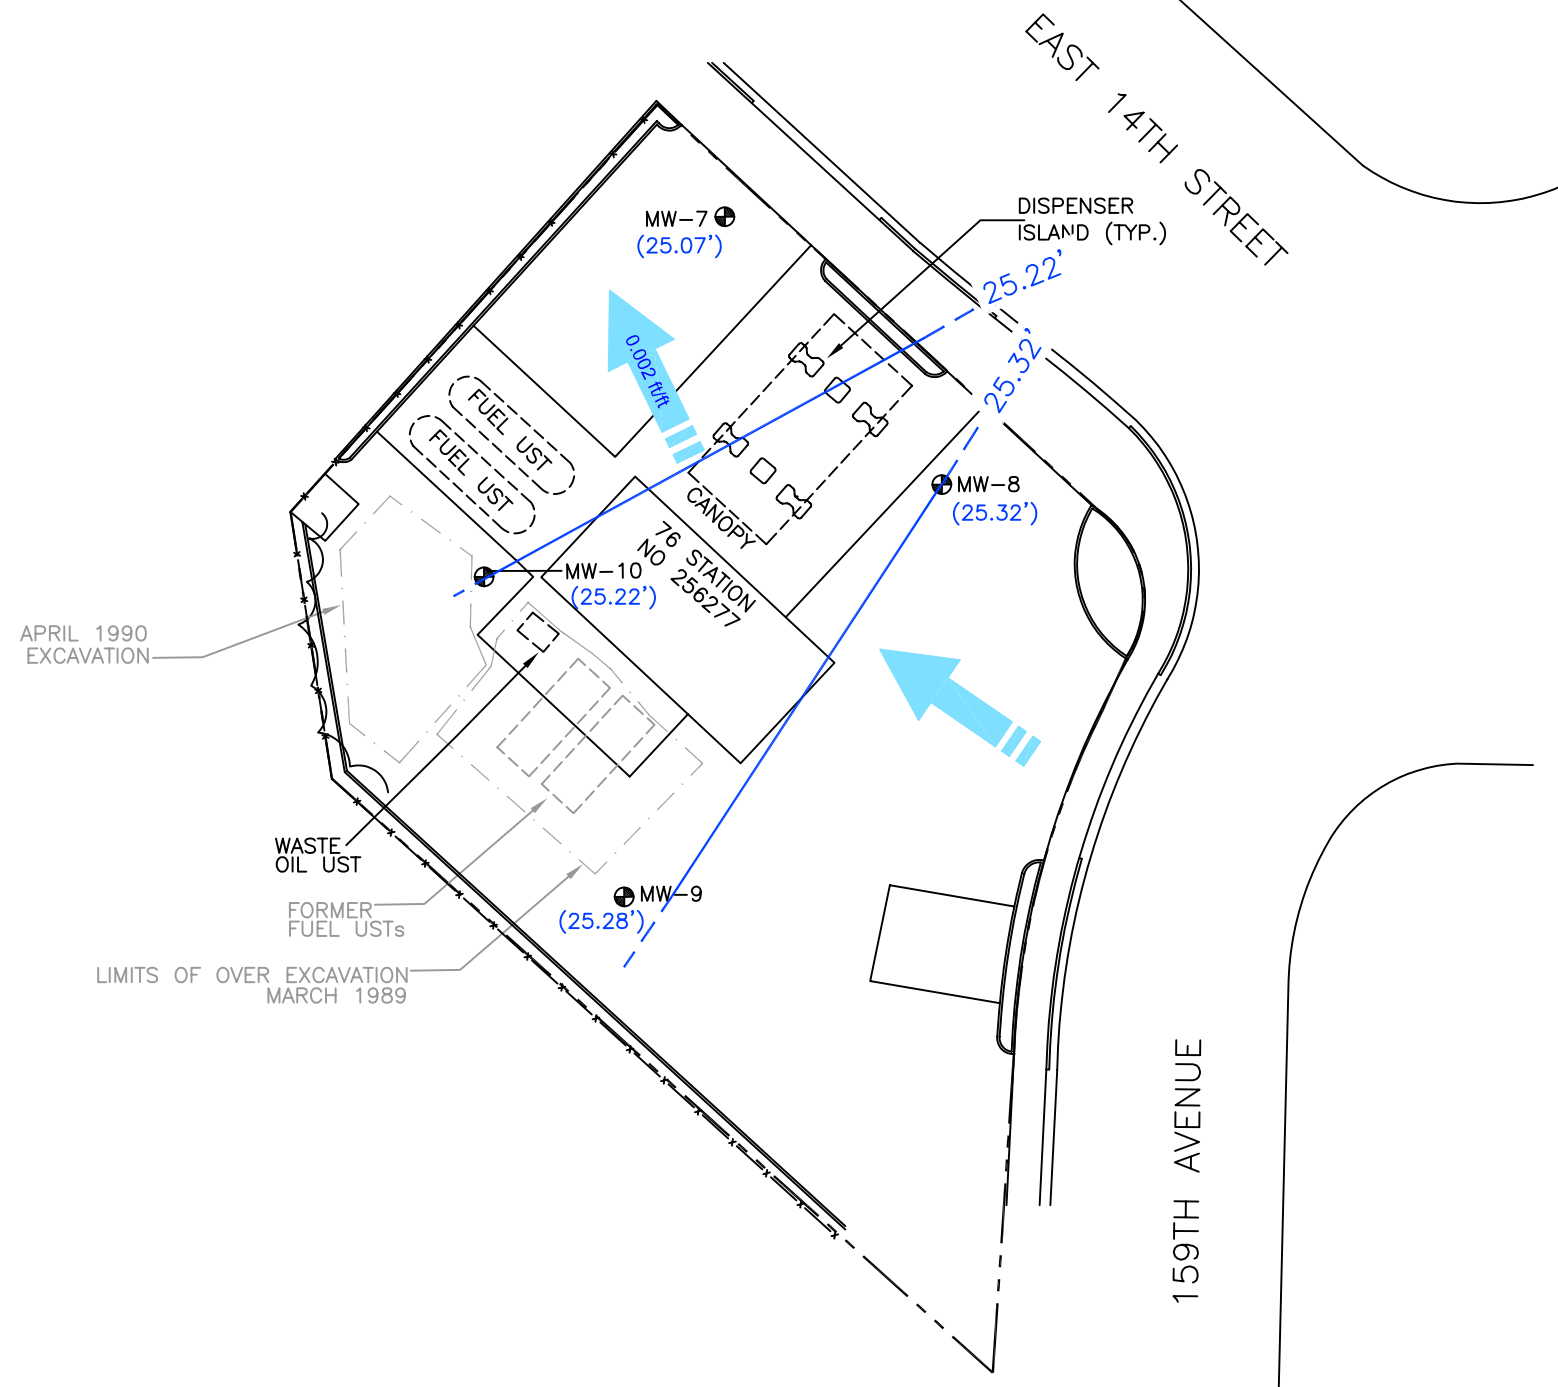 EAST 14TH STREET
DISPENSER
ISLAND (TYP.)
MW-7
(25.07')
25.22'
25.32'
0.002 ft/ft
FUEL UST
FUEL UST
CANOPY
MW-8
(25.32')
76 STATION
NO 256277
MW-10
(25.22')
APRIL 1990
EXCAVATION
WASTE
OIL UST
FORMER
FUEL USTs
MW-9
(25.28')
LIMITS OF OVER EXCAVATION
MARCH 1989
159TH AVENUE